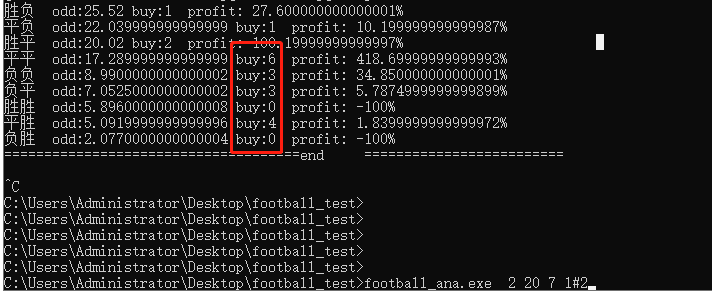 胜负  odd:25.52 buy:1  profit: 27.600000000000001%
平负  odd:22.039999999999999 buy:1  profit: 10.199999999999987%
胜平  odd:20.02 buy:2  profit: 100.19999999999997%
平平  odd:17.289999999999999 buy:6  profit: 418.69999999999993%
负负  odd:8.9900000000000002 buy:3  profit: 34.850000000000001%
负平  odd:7.0525000000000002 buy:3  profit: 5.7874999999999899%
胜胜  odd:5.8960000000000008 buy:0  profit: -100%
平胜  odd:5.0919999999999996 buy:4  profit: 1.8399999999999972%
负胜  odd:2.0770000000000004 buy:0  profit: -100%
=====================================end    =========================
^C
C:\Users\Administrator\Desktop\football_test>
C:\Users\Administrator\Desktop\football_test>
C:\Users\Administrator\Desktop\football_test>
C:\Users\Administrator\Desktop\football_test>
C:\Users\Administrator\Desktop\football_test>football_ana.exe  2 20 7 1#2